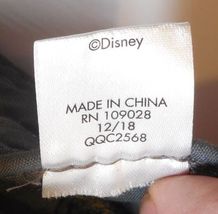 ©Disney
MADE IN CHINA
RN 109028
12/18
QQC2568